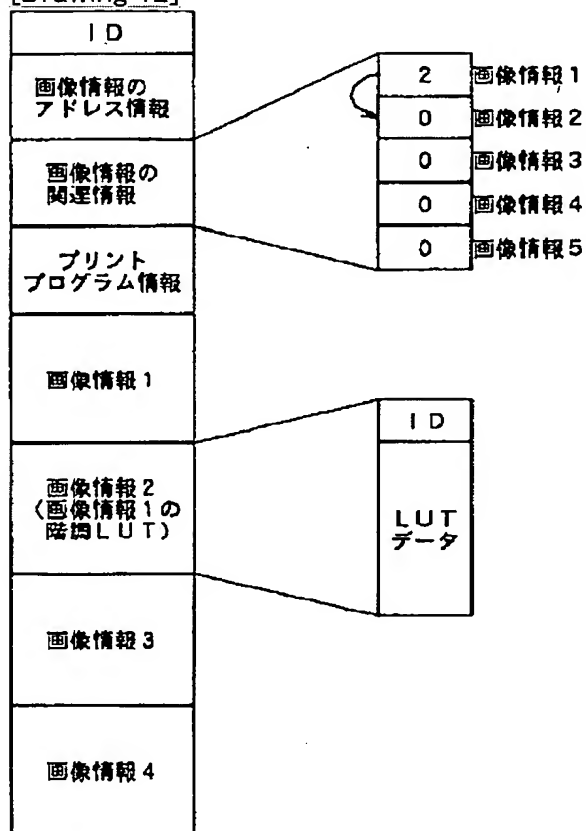 ID
画像情報の
アドレス情報
画像情報の
関連情報
プリント
プログラム情報
画像情報1
画像情報2
(画像情報1の
階調LUT)
画像情報3
画像情報4
2 画像情報1
0 画像情報2
0 画像情報3
0 画像情報4
0 画像情報5
ID
LUT
データ